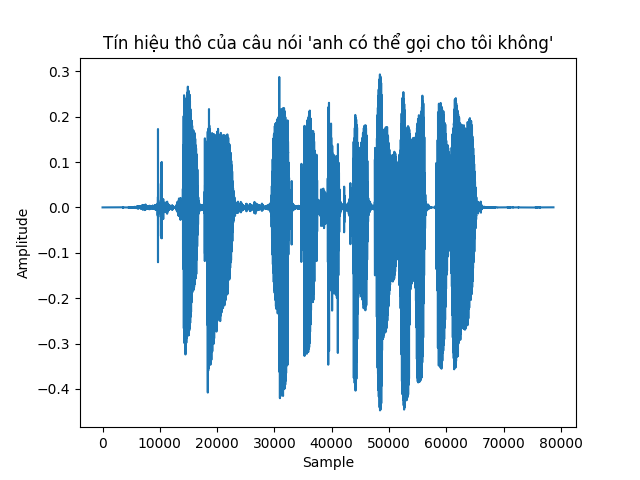 Tín hiệu thô của câu nói 'anh có thể gọi cho tôi không'
0.3
0.2
0.1
0.0
−0.1
−0.2
−0.3
−0.4
Amplitude
0 10000 20000 30000 40000 50000 60000 70000 80000
Sample